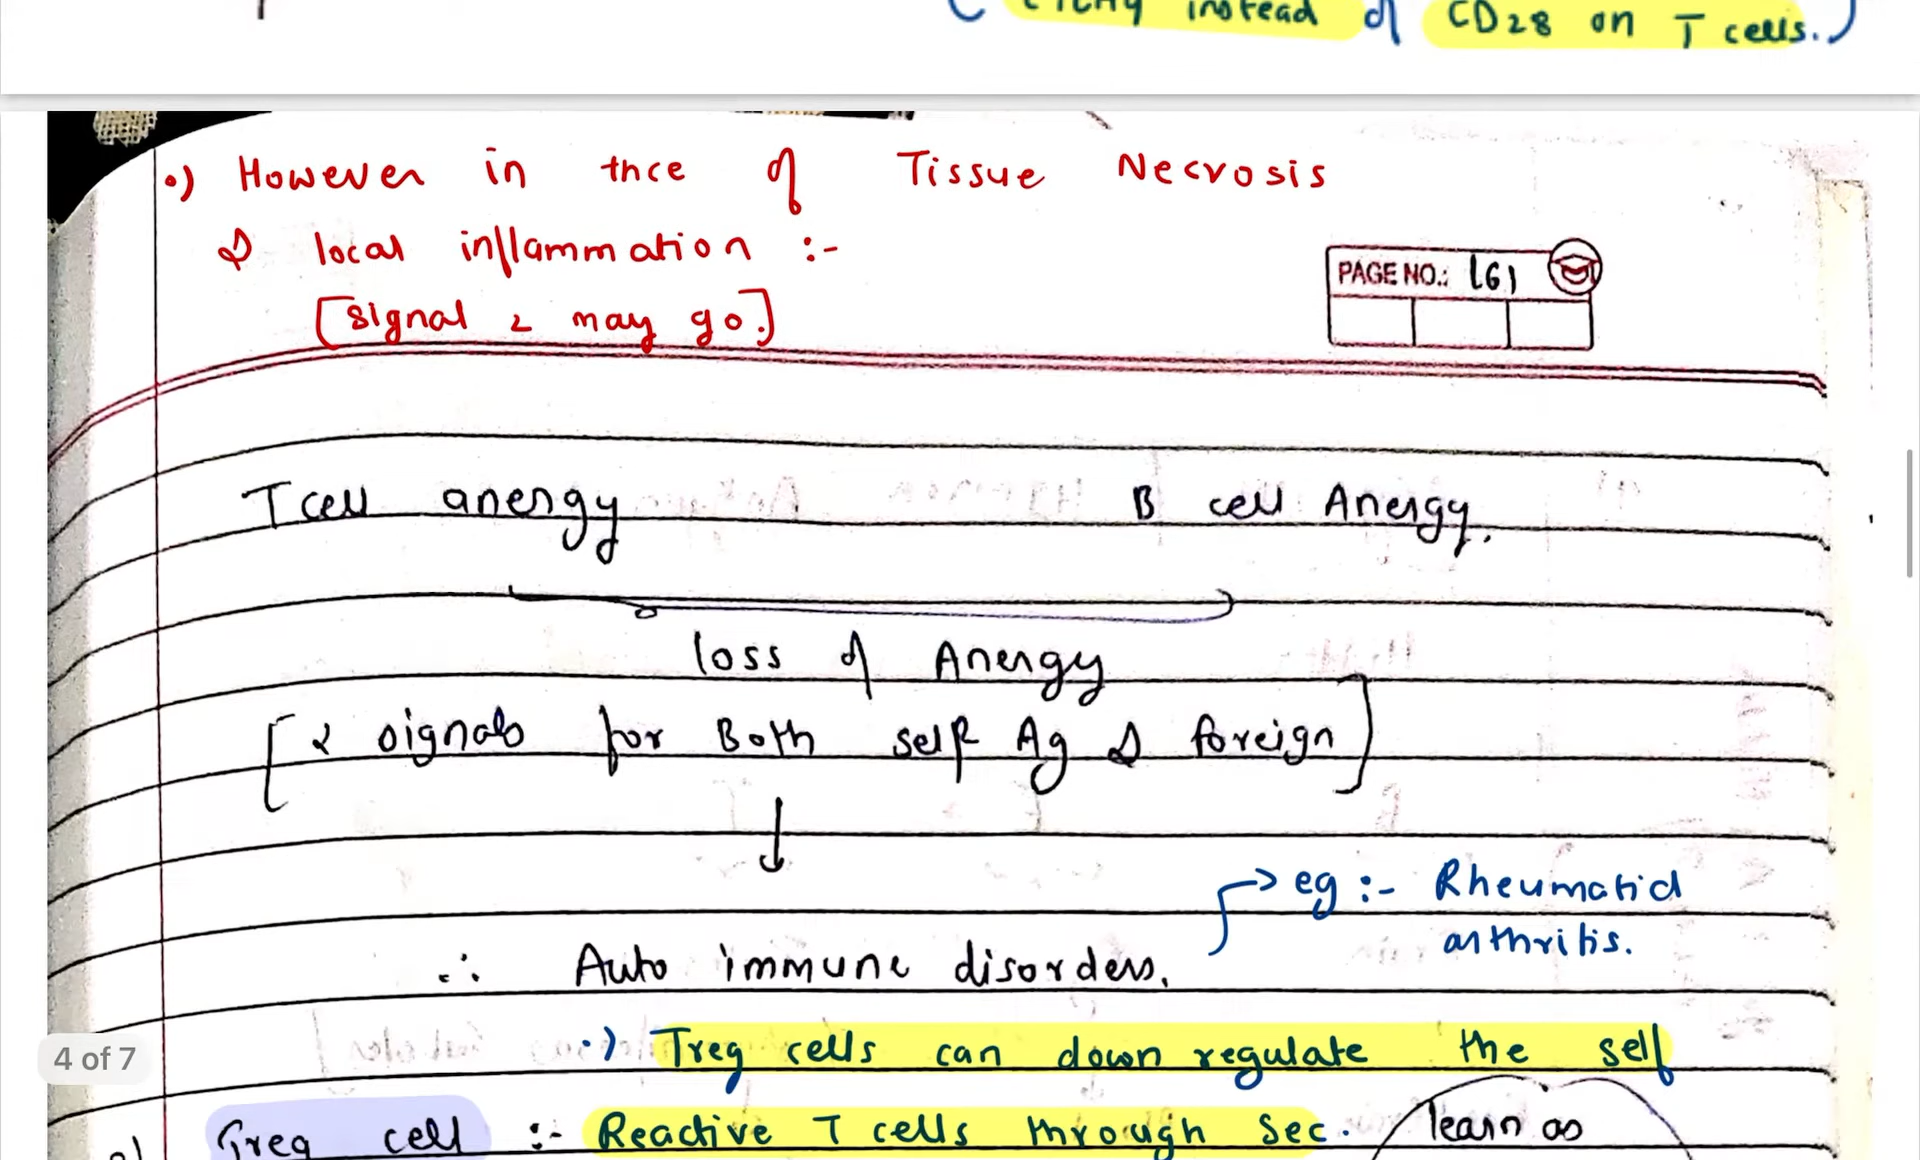 instead of CD28 on T cells.)
•) However in thce of Tissue Necrosis
& local inflammation :-
[signal 2 may go.]
PAGE NO.: 161
T cell anergy B cell Anergy.
loss of Anergy
[2 signals for Both self Ag & foreign]
eg :- Rheumatid
arthritis.
∴ Auto immune disorders.
•) Treg cells can down regulate the self
Treg cell :- Reactive T cells through Sec.
learn as
4 of 7